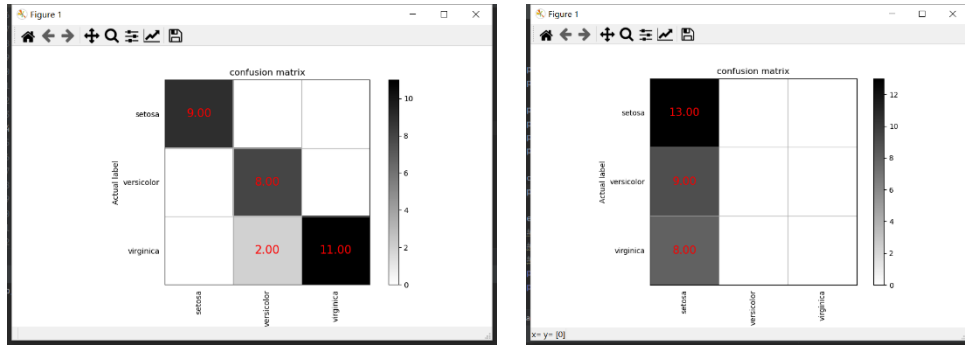 Figure 1
confusion matrix
10
8
6
4
2
0
setosa
versicolor
virginica
Actual label
9.00
8.00
2.00
11.00
setosa
versicolor
virginica
Figure 1
confusion matrix
12
10
8
6
4
2
0
setosa
versicolor
virginica
Actual label
13.00
9.00
8.00
setosa
versicolor
virginica
x= y= [0]